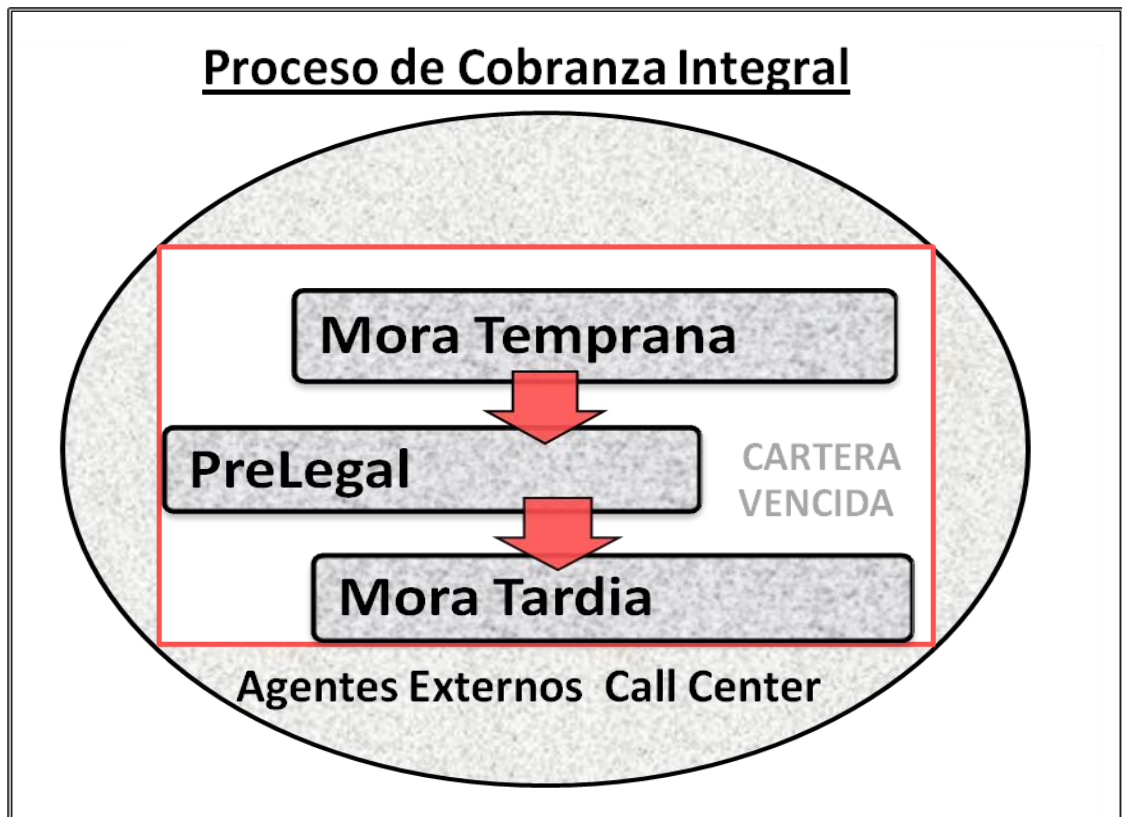 Proceso de Cobranza Integral
Mora Temprana
PreLegal
CARTERA
VENCIDA
Mora Tardia
Agentes Externos Call Center